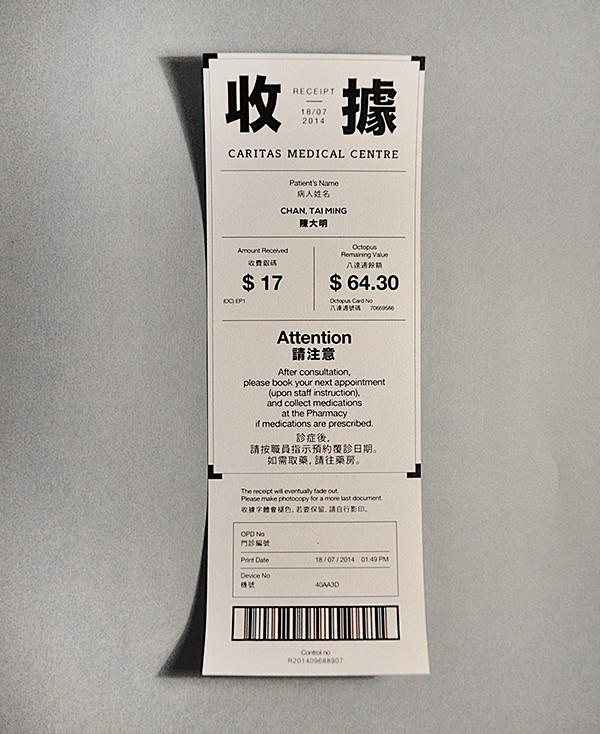 收 據
RECEIPT
18/07
2014
CARITAS MEDICAL CENTRE
Patient's Name
病人姓名
CHAN, TAI MING
陳大明
Amount Received
收費銀碼
$ 17
(OC) EP1
Octopus
Remaining Value
八達通餘額
$ 64.30
Octopus Card No
八達通號碼 70669586
Attention
請注意
After consultation,
please book your next appointment
(upon staff instruction),
and collect medications
at the Pharmacy
if medications are prescribed.
診症後,
請按職員指示預約覆診日期。
如需取藥, 請往藥房。
The receipt will eventually fade out.
Please make photocopy for a more last document.
收據字體會褪色, 若要保留, 請自行影印。
OPD No
門診編號 -
Print Date 18 / 07 / 2014 01:49 PM
Device No
機號 40AA3D
Control no
R201409688907